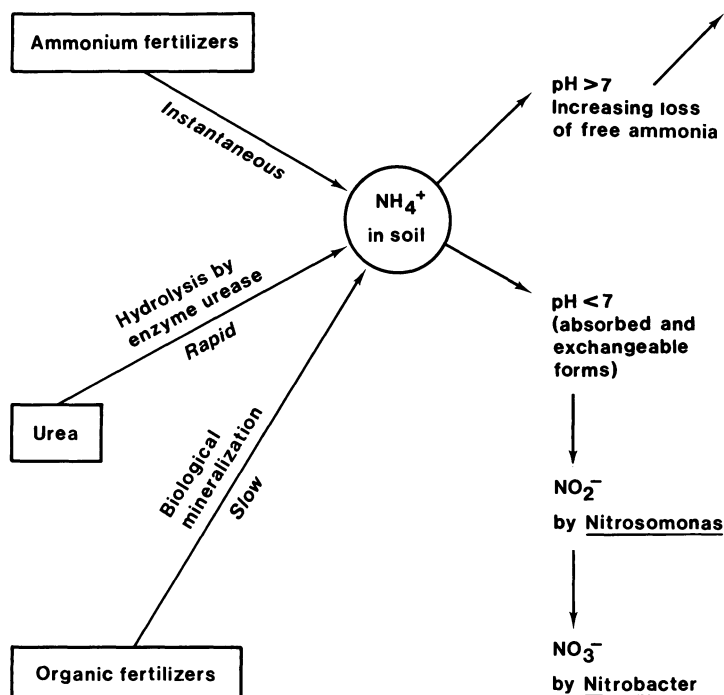 Ammonium fertilizers
Instantaneous
NH₄⁺
in soil
pH >7
Increasing loss
of free ammonia
Hydrolysis by
enzyme urease
Rapid
pH <7
(absorbed and
exchangeable
forms)
Urea
Biological
mineralization
Slow
NO₂⁻
by Nitrosomonas
Organic fertilizers
NO₃⁻
by Nitrobacter